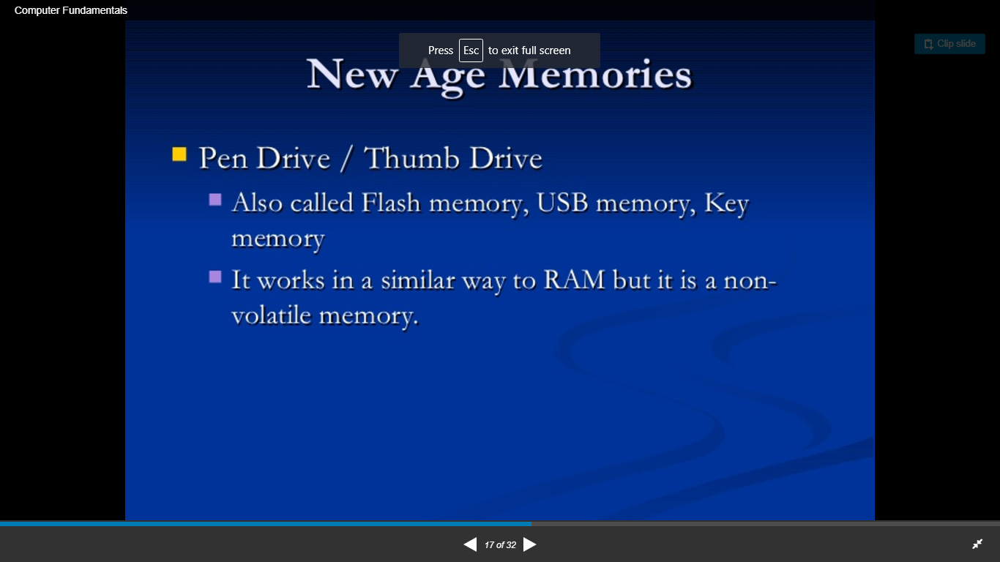 Computer Fundamentals
Press Esc to exit full screen
Clip slide
New Age Memories
Pen Drive / Thumb Drive
Also called Flash memory, USB memory, Key
memory
It works in a similar way to RAM but it is a non-
volatile memory.
17 of 32